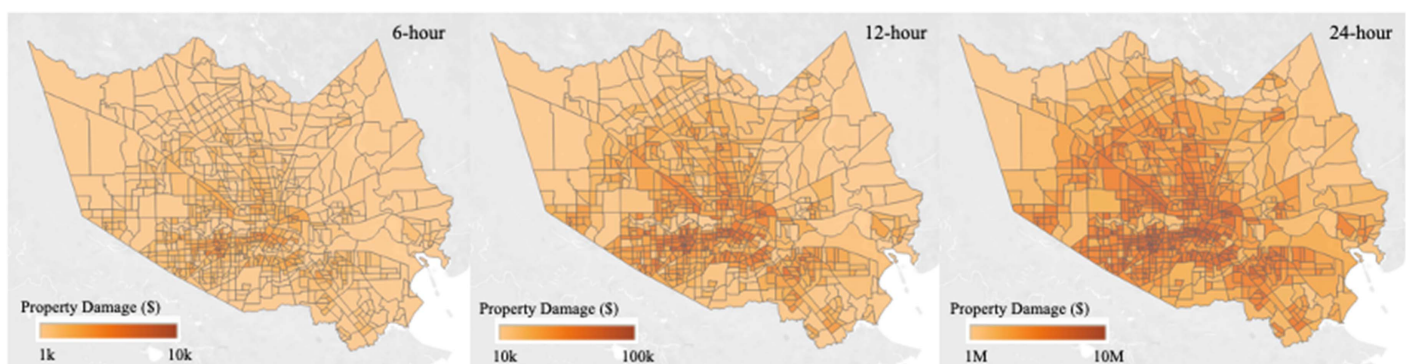 6-hour
12-hour
24-hour
Property Damage ($)
1k
10k
Property Damage ($)
10k
100k
Property Damage ($)
1M
10M